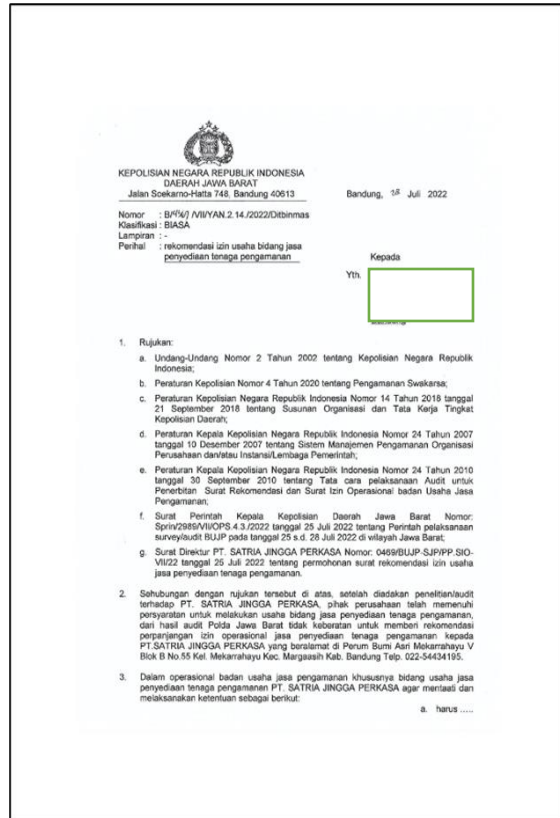 KEPOLISIAN NEGARA REPUBLIK INDONESIA
DAERAH JAWA BARAT
Jalan Soekarno-Hatta 748, Bandung 40613
Bandung, Juli 2022
Nomor : /VII/YAN.2.14./2022/Ditbinmas
Klasifikasi : BIASA
Lampiran : -
Perihal : rekomendasi izin usaha bidang jasa
penyediaan tenaga pengamanan
Kepada
Yth.
1. Rujukan:
a. Undang-Undang Nomor 2 Tahun 2002 tentang Kepolisian Negara Republik
Indonesia;
b. Peraturan Kepolisian Nomor 4 Tahun 2020 tentang Pengamanan Swakarsa;
c. Peraturan Kepolisian Negara Republik Indonesia Nomor 14 Tahun 2018 tanggal
21 September 2018 tentang Susunan Organisasi dan Tata Kerja Tingkat
Kepolisian Daerah;
d. Peraturan Kepala Kepolisian Negara Republik Indonesia Nomor 24 Tahun 2007
tanggal 10 Desember 2007 tentang Sistem Manajemen Pengamanan Organisasi
Perusahaan dan/atau Instansi/Lembaga Pemerintah;
e. Peraturan Kepala Kepolisian Negara Republik Indonesia Nomor 24 Tahun 2010
tanggal 30 September 2010 tentang Tata cara pelaksanaan Audit untuk
Penerbitan Surat Rekomendasi dan Surat Izin Operasional badan Usaha Jasa
Pengamanan;
f. Surat Perintah Kepala Kepolisian Daerah Jawa Barat Nomor:
Sprin/2989/VII/OPS.4.3./2022 tanggal 25 Juli 2022 tentang Perintah pelaksanaan
survey/audit BUJP pada tanggal 25 s.d. 28 Juli 2022 di wilayah Jawa Barat;
g. Surat Direktur PT. SATRIA JINGGA PERKASA Nomor: 0469/BUJP-SJP/PP.SIO-
VII/22 tanggal 25 Juli 2022 tentang permohonan surat rekomendasi izin usaha
jasa penyediaan tenaga pengamanan.
2. Sehubungan dengan rujukan tersebut di atas, setelah diadakan penelitian/audit
terhadap PT. SATRIA JINGGA PERKASA, pihak perusahaan telah memenuhi
persyaratan untuk melakukan usaha bidang jasa penyediaan tenaga pengamanan,
dari hasil audit Polda Jawa Barat tidak keberatan untuk memberi rekomendasi
perpanjangan izin operasional jasa penyediaan tenaga pengamanan kepada
PT.SATRIA JINGGA PERKASA yang beralamat di Perum Bumi Asri Mekarrahayu V
Blok B No.55 Kel. Mekarrahayu Kec. Margaasih Kab. Bandung Telp. 022-54434195.
3. Dalam operasional badan usaha jasa pengamanan khususnya bidang usaha jasa
penyediaan tenaga pengamanen PT. SATRIA JINGGA PERKASA agar mentaati dan
melaksanakan ketentuan sebagai berikut:
a. harus .....